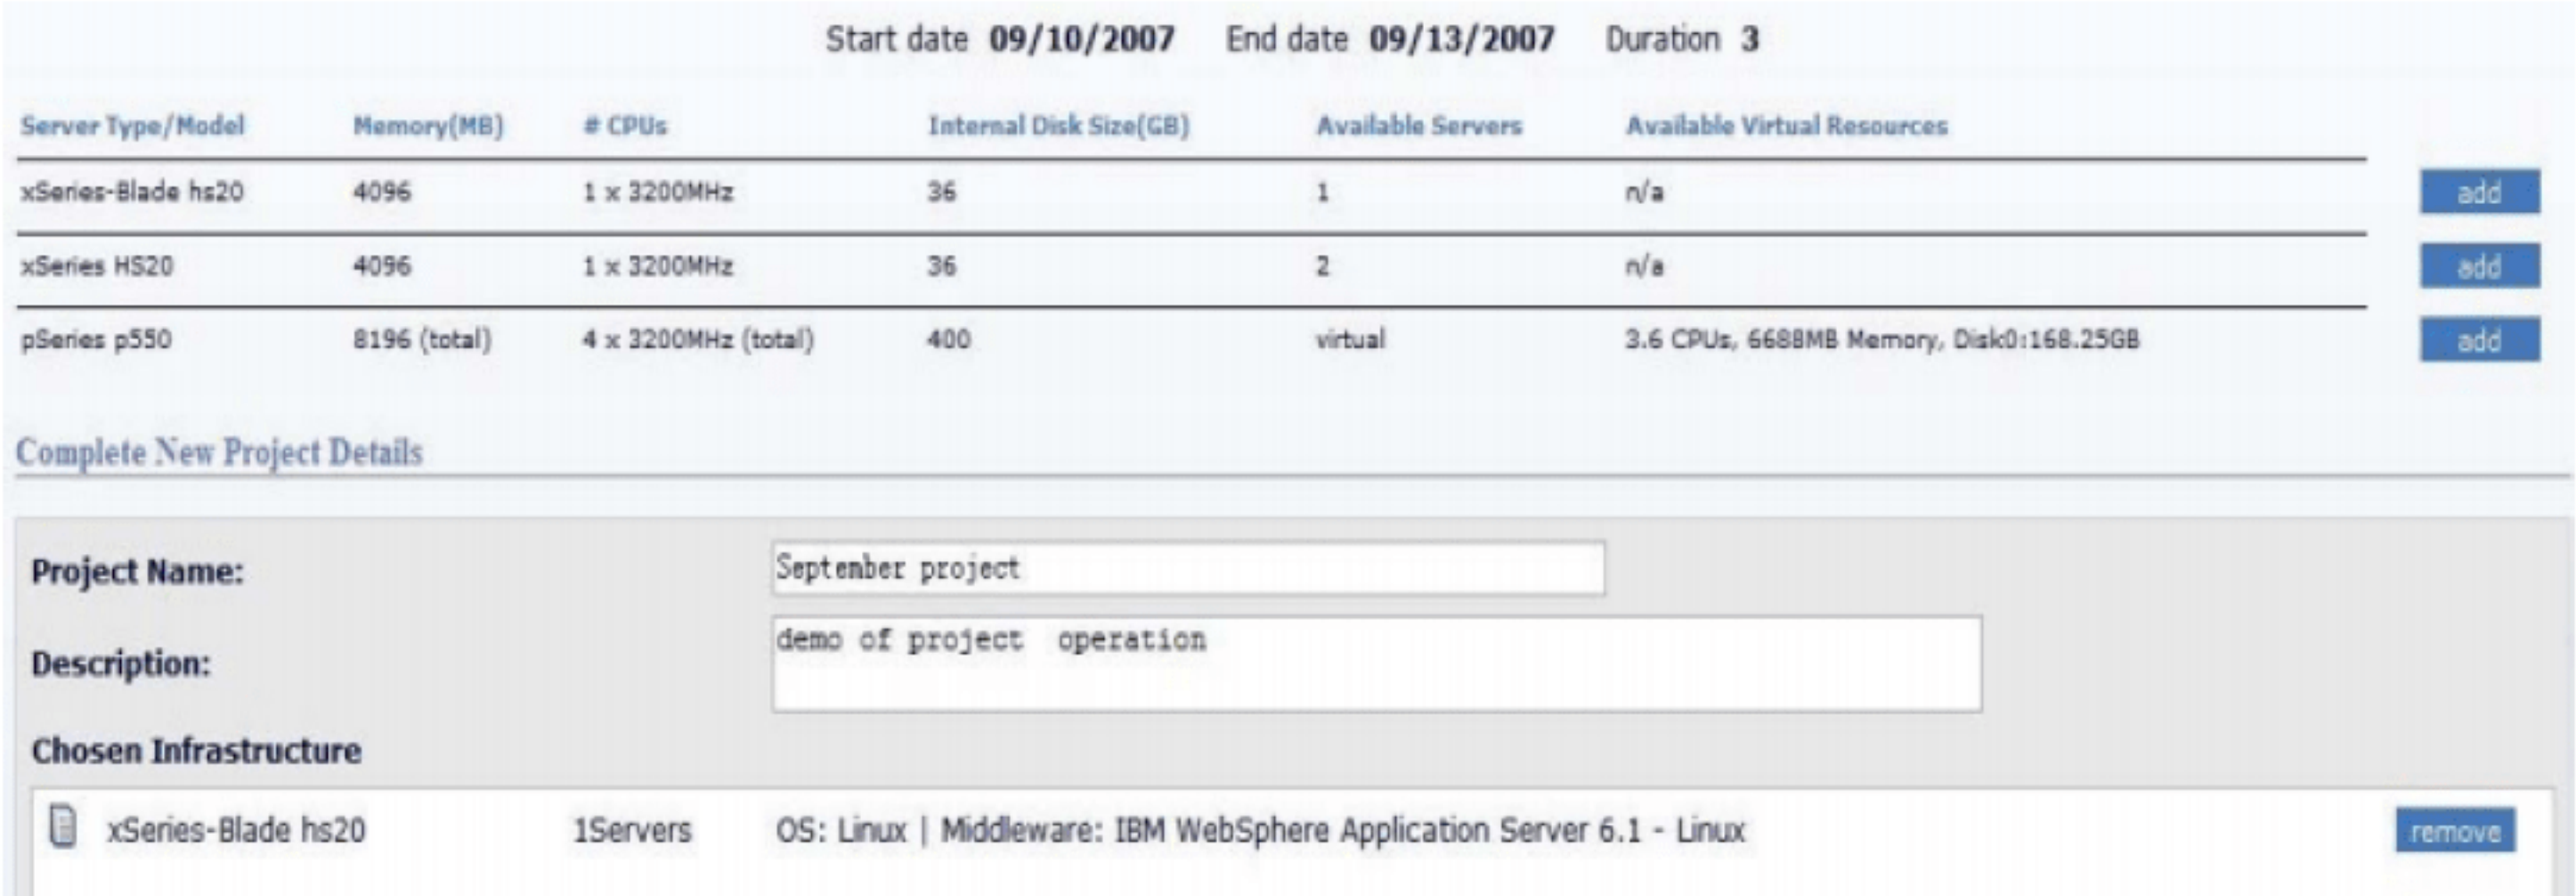 Start date 09/10/2007 End date 09/13/2007 Duration 3
Server Type/Model Memory(MB) # CPUs Internal Disk Size(GB) Available Servers Available Virtual Resources
xSeries-Blade hs20 4096 1 x 3200MHz 36 1 n/a add
xSeries HS20 4096 1 x 3200MHz 36 2 n/a add
pSeries p550 8196 (total) 4 x 3200MHz (total) 400 virtual 3.6 CPUs, 6688MB Memory, Disk0:168.25GB add
Complete New Project Details
Project Name: September project
Description: demo of project operation
Chosen Infrastructure
xSeries-Blade hs20 1Servers OS: Linux | Middleware: IBM WebSphere Application Server 6.1 - Linux remove